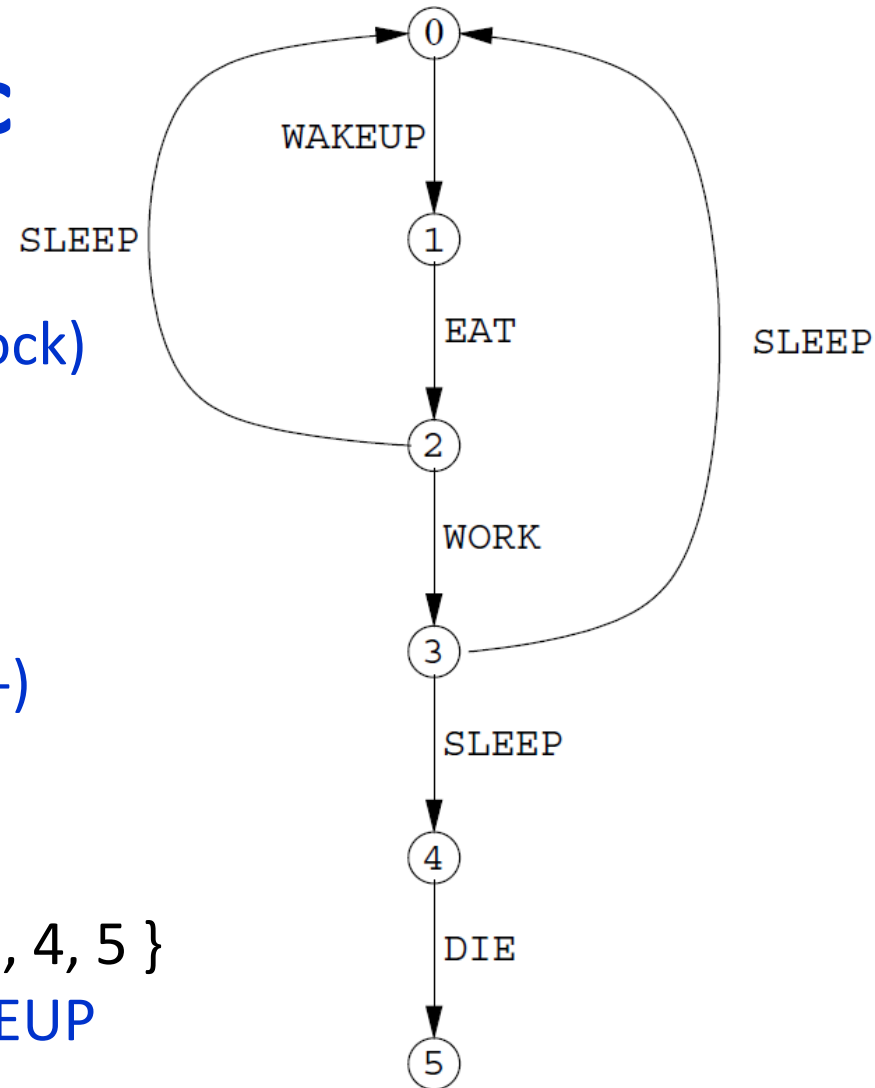 c
0
WAKEUP
SLEEP
1
ock)
EAT
SLEEP
2
WORK
3
-)
SLEEP
4
, 4, 5 }
DIE
EUP
5